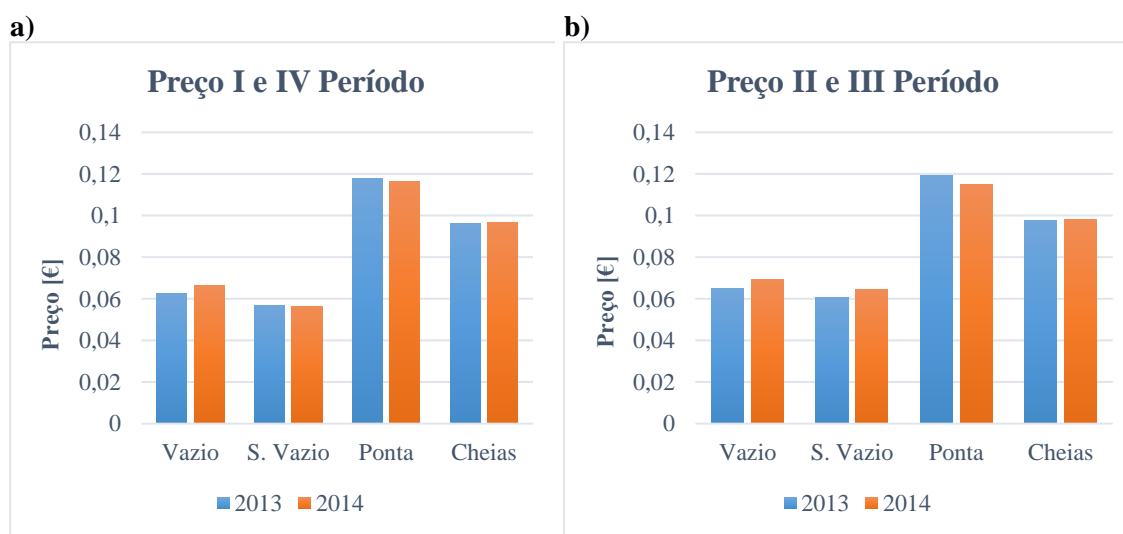 a)
Preço I e IV Período
0,14
0,12
0,1
0,08
0,06
0,04
0,02
0
Preço [€]
Vazio S. Vazio Ponta Cheias
2013 2014
b)
Preço II e III Período
0,14
0,12
0,1
0,08
0,06
0,04
0,02
0
Preço [€]
Vazio S. Vazio Ponta Cheias
2013 2014